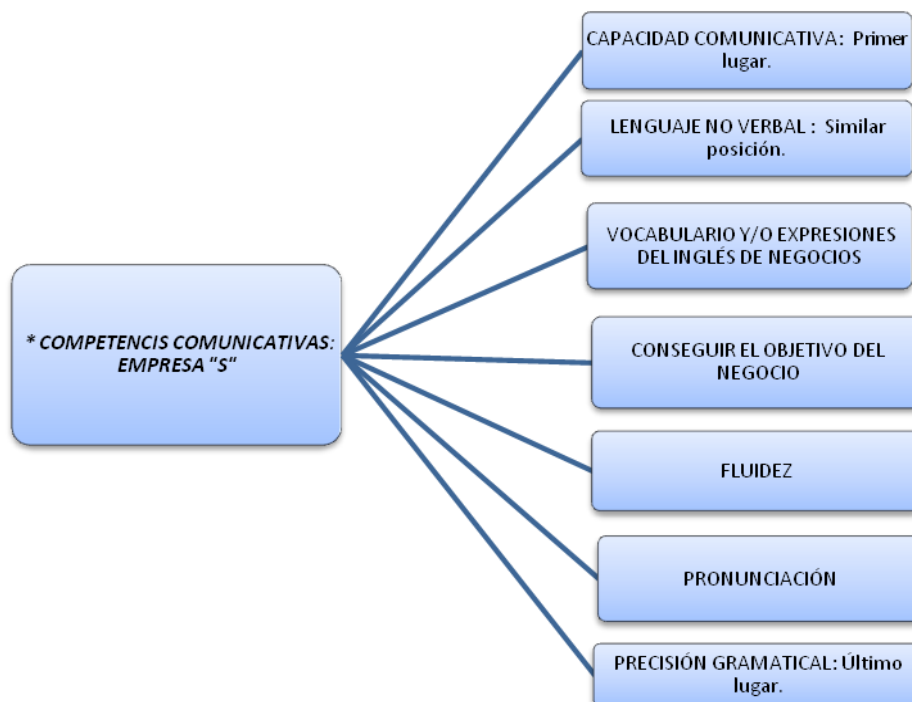 CAPACIDAD COMUNICATIVA: Primer
lugar.
LENGUAJE NO VERBAL : Similar
posición.
VOCABULARIO Y/O EXPRESIONES
DEL INGLÉS DE NEGOCIOS
* COMPETENCIS COMUNICATIVAS:
EMPRESA "S"
CONSEGUIR EL OBJETIVO DEL
NEGOCIO
FLUIDEZ
PRONUNCIACIÓN
PRECISIÓN GRAMATICAL: Último
lugar.